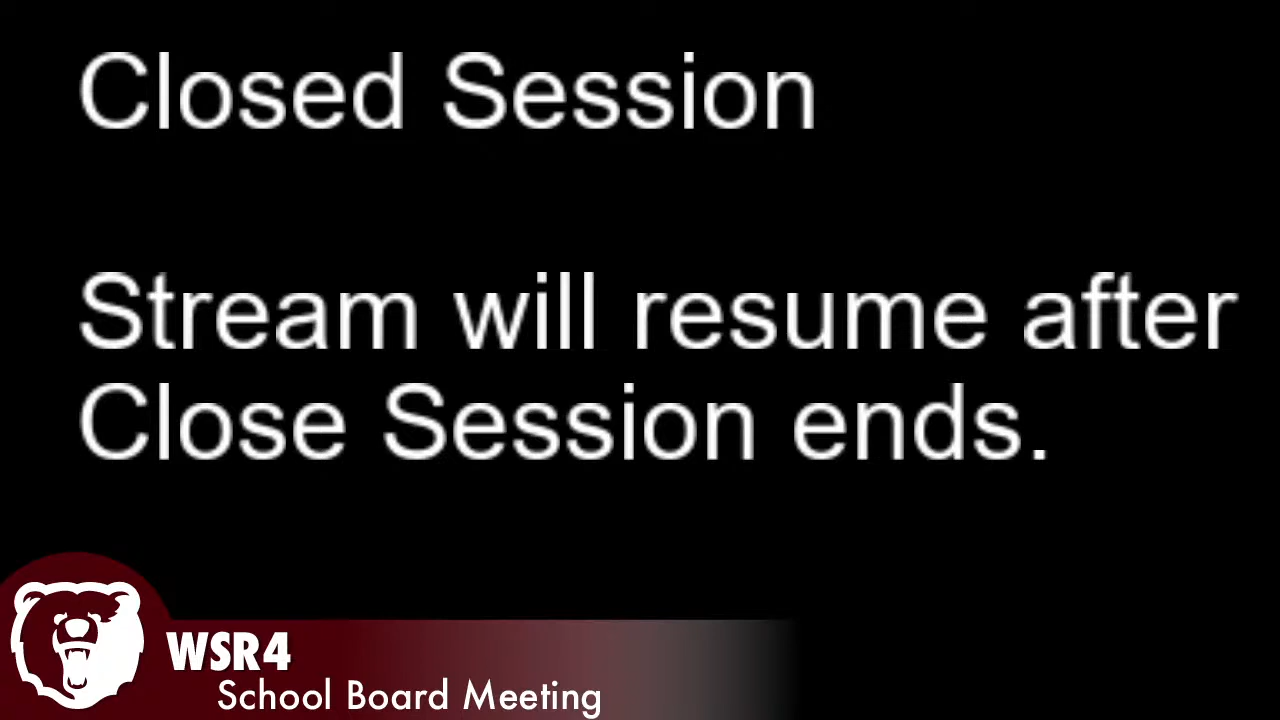 Closed Session
Stream will resume after
Close Session ends.
WSR4
School Board Meeting